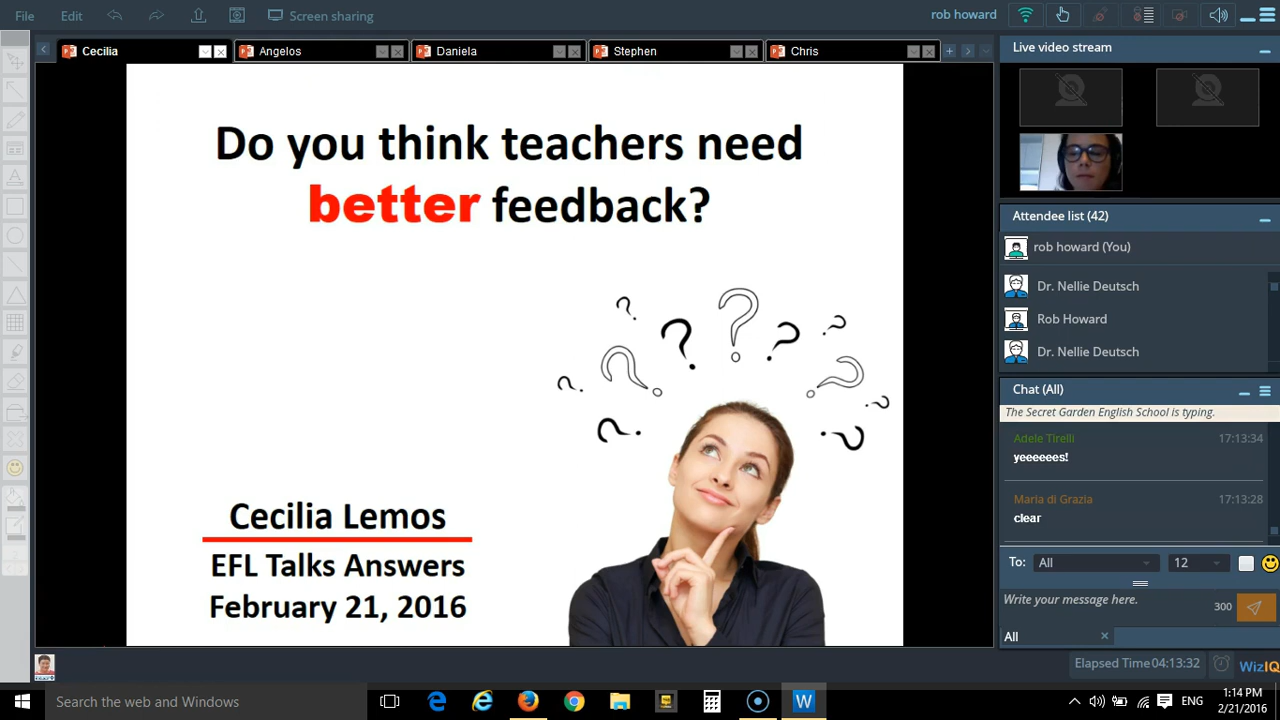 File Edit Screen sharing rob howard
Cecilia Angelos Daniela Stephen Chris
Live video stream
Do you think teachers need
better feedback?
? ? ? ? ? ? ? ? ? ? ?
Cecilia Lemos
EFL Talks Answers
February 21, 2016
Attendee list (42)
rob howard (You)
Dr. Nellie Deutsch
Rob Howard
Dr. Nellie Deutsch
Chat (All)
The Secret Garden English School is typing.
Adele Tirelli 17:13:34
yeeeeees!
Maria di Grazia 17:13:28
clear
To: All 12
Write your message here. 300
All
Elapsed Time 04:13:32 WizIQ
Search the web and Windows
ENG 1:14 PM
2/21/2016